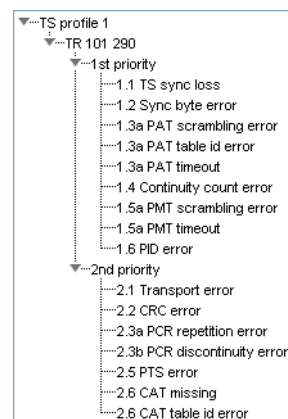 TS profile 1
TR 101 290
1st priority
1.1 TS sync loss
1.2 Sync byte error
1.3a PAT scrambling error
1.3a PAT table id error
1.3a PAT timeout
1.4 Continuity count error
1.5a PMT scrambling error
1.5a PMT timeout
1.6 PID error
2nd priority
2.1 Transport error
2.2 CRC error
2.3a PCR repetition error
2.3b PCR discontinuity error
2.5 PTS error
2.6 CAT missing
2.6 CAT table id error